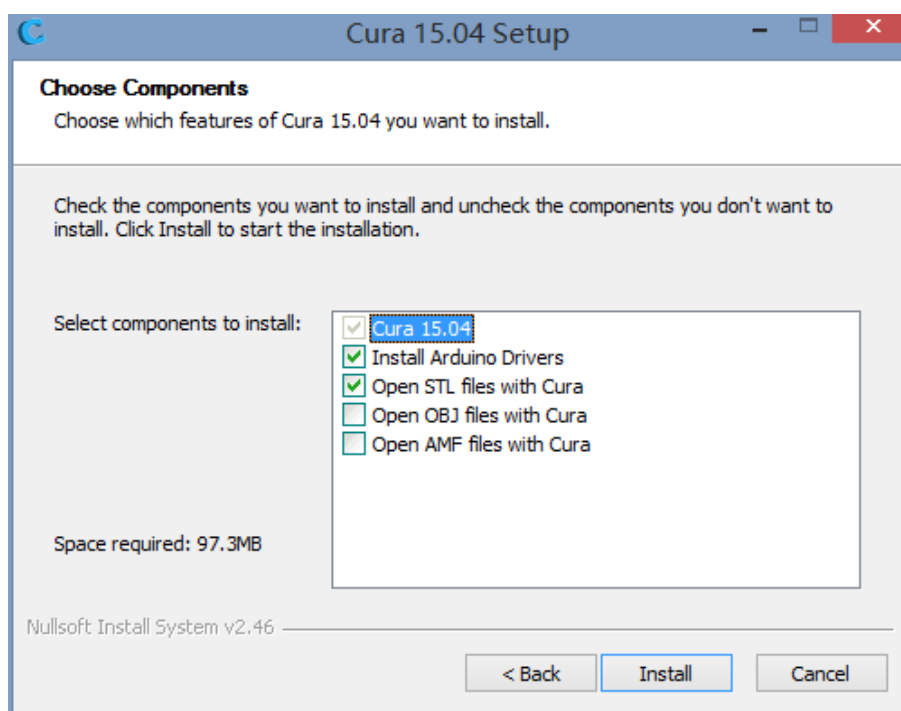 Cura 15.04 Setup
Choose Components
Choose which features of Cura 15.04 you want to install.
Check the components you want to install and uncheck the components you don't want to
install. Click Install to start the installation.
Select components to install:
Cura 15.04
Install Arduino Drivers
Open STL files with Cura
Open OBJ files with Cura
Open AMF files with Cura
Space required: 97.3MB
Nullsoft Install System v2.46
< Back
Install
Cancel